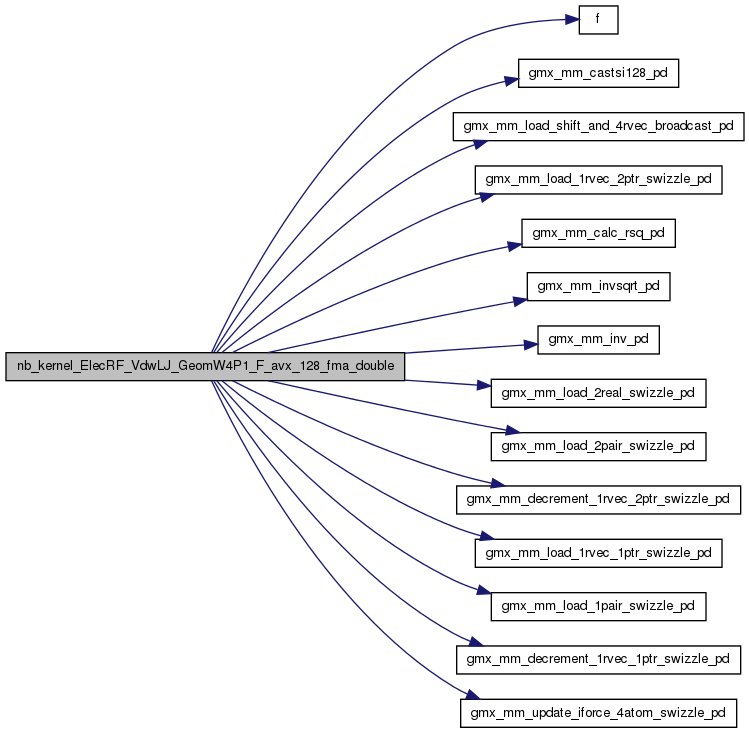 f
gmx_mm_castsi128_pd
gmx_mm_load_shift_and_4rvec_broadcast_pd
gmx_mm_load_1rvec_2ptr_swizzle_pd
gmx_mm_calc_rsq_pd
gmx_mm_invsqrt_pd
gmx_mm_inv_pd
nb_kernel_ElecRF_VdwLJ_GeomW4P1_F_avx_128_fma_double
gmx_mm_load_2real_swizzle_pd
gmx_mm_load_2pair_swizzle_pd
gmx_mm_decrement_1rvec_2ptr_swizzle_pd
gmx_mm_load_1rvec_1ptr_swizzle_pd
gmx_mm_load_1pair_swizzle_pd
gmx_mm_decrement_1rvec_1ptr_swizzle_pd
gmx_mm_update_iforce_4atom_swizzle_pd